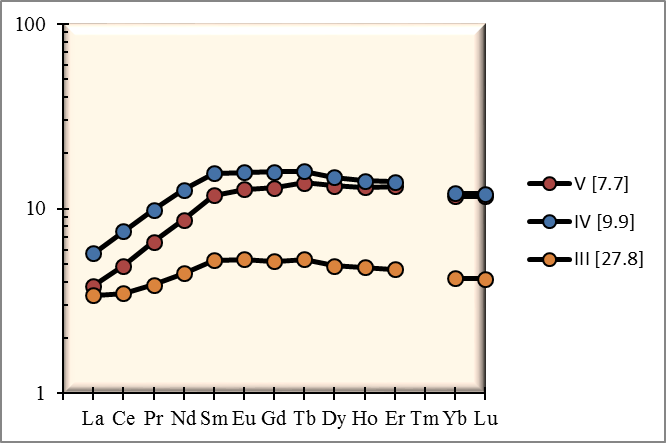 100
10
1
La Ce Pr Nd Sm Eu Gd Tb Dy Ho Er Tm Yb Lu
V [7.7]
IV [9.9]
III [27.8]